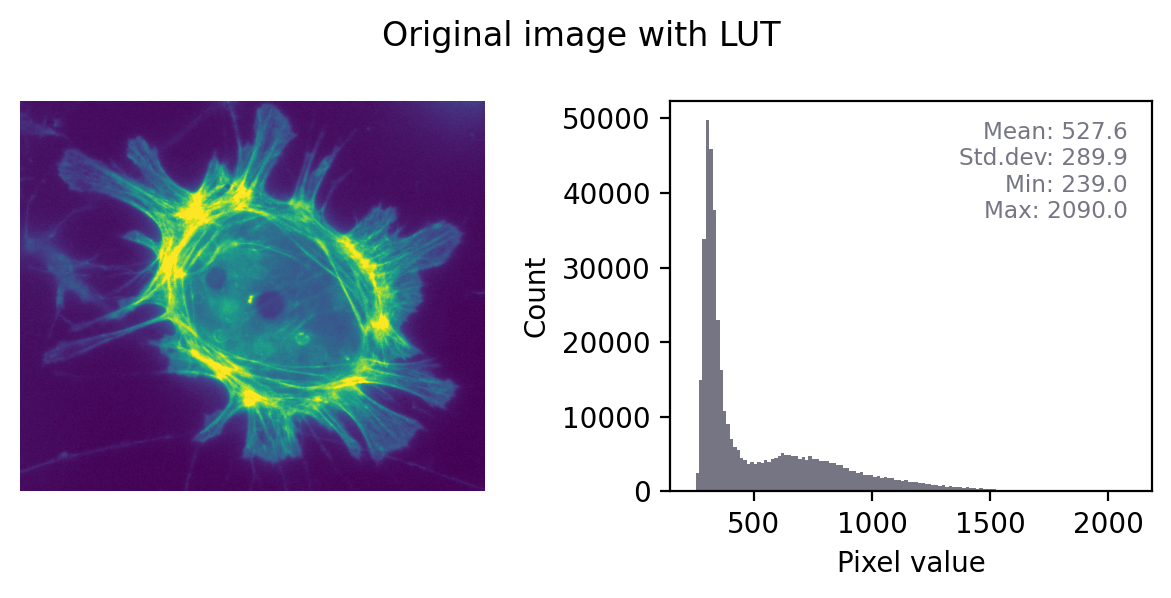 Original image with LUT
50000
40000
30000
20000
10000
0
Count
500
1000
1500
2000
Pixel value
Mean: 527.6
Std.dev: 289.9
Min: 239.0
Max: 2090.0